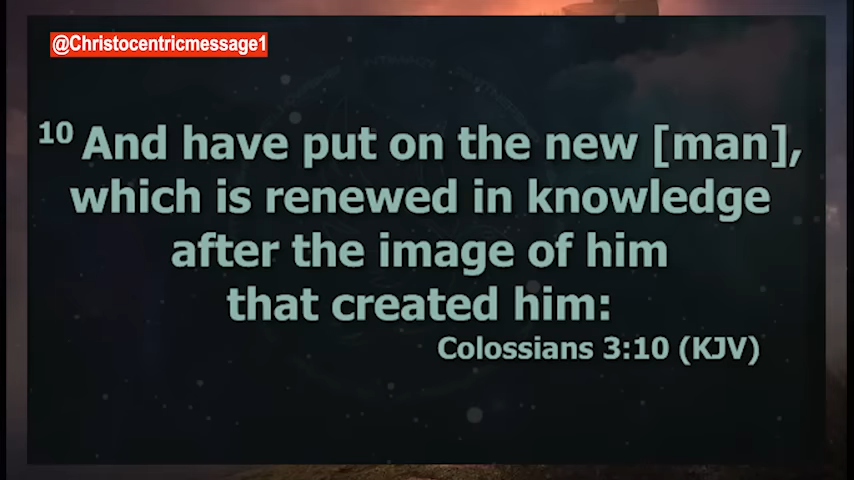 @Christocentricmessage1
10 And have put on the new [man],
which is renewed in knowledge
after the image of him
that created him:
Colossians 3:10 (KJV)